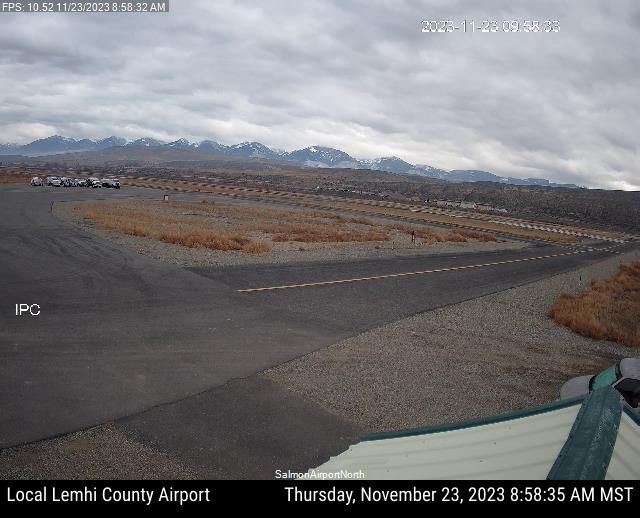 FPS: 10.52 11/23/2023 8:58:32 AM
2023-11-23 09:58:33
IPC
SalmonAirportNorth
Local Lemhi County Airport Thursday, November 23, 2023 8:58:35 AM MST